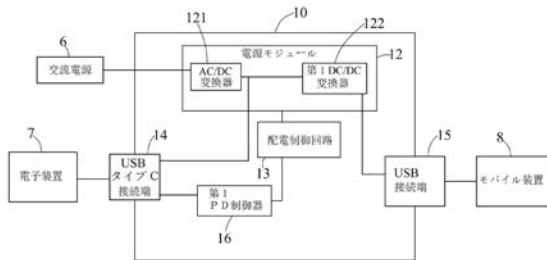 10
121
122
6
12
電源モジュール
交流電源
AC/DC
変換器
第1 DC/DC
変換器
7
14
配電制御回路
15
8
13
電子装置
USB
タイプC
接続端
USB
接続端
モバイル装置
第1
PD制御器
16